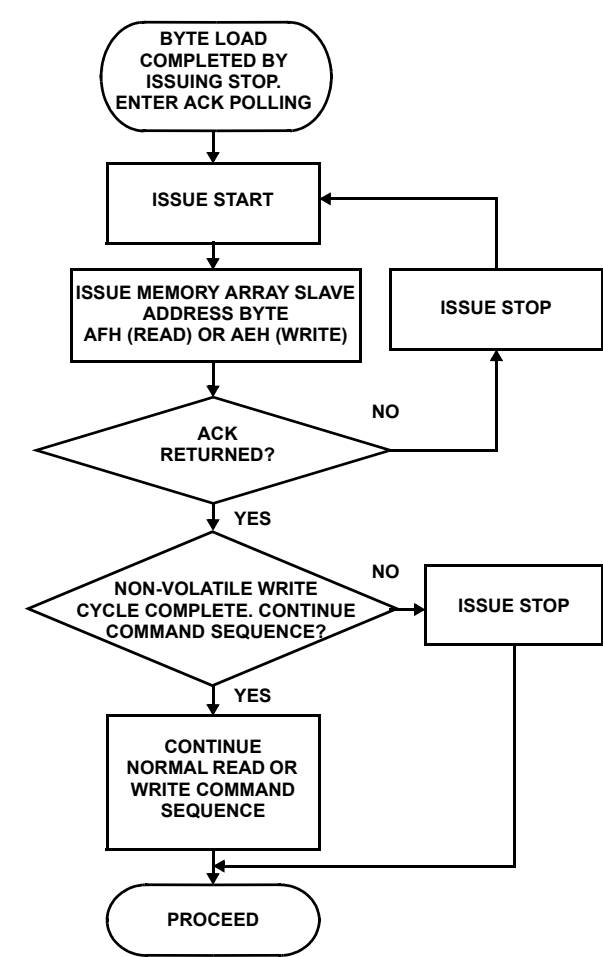 BYTE LOAD
COMPLETED BY
ISSUING STOP.
ENTER ACK POLLING
ISSUE START
ISSUE MEMORY ARRAY SLAVE
ADDRESS BYTE
AFH (READ) OR AEH (WRITE)
ISSUE STOP
NO
ACK
RETURNED?
YES
NO
NON-VOLATILE WRITE
CYCLE COMPLETE. CONTINUE
COMMAND SEQUENCE?
ISSUE STOP
YES
CONTINUE
NORMAL READ OR
WRITE COMMAND
SEQUENCE
PROCEED